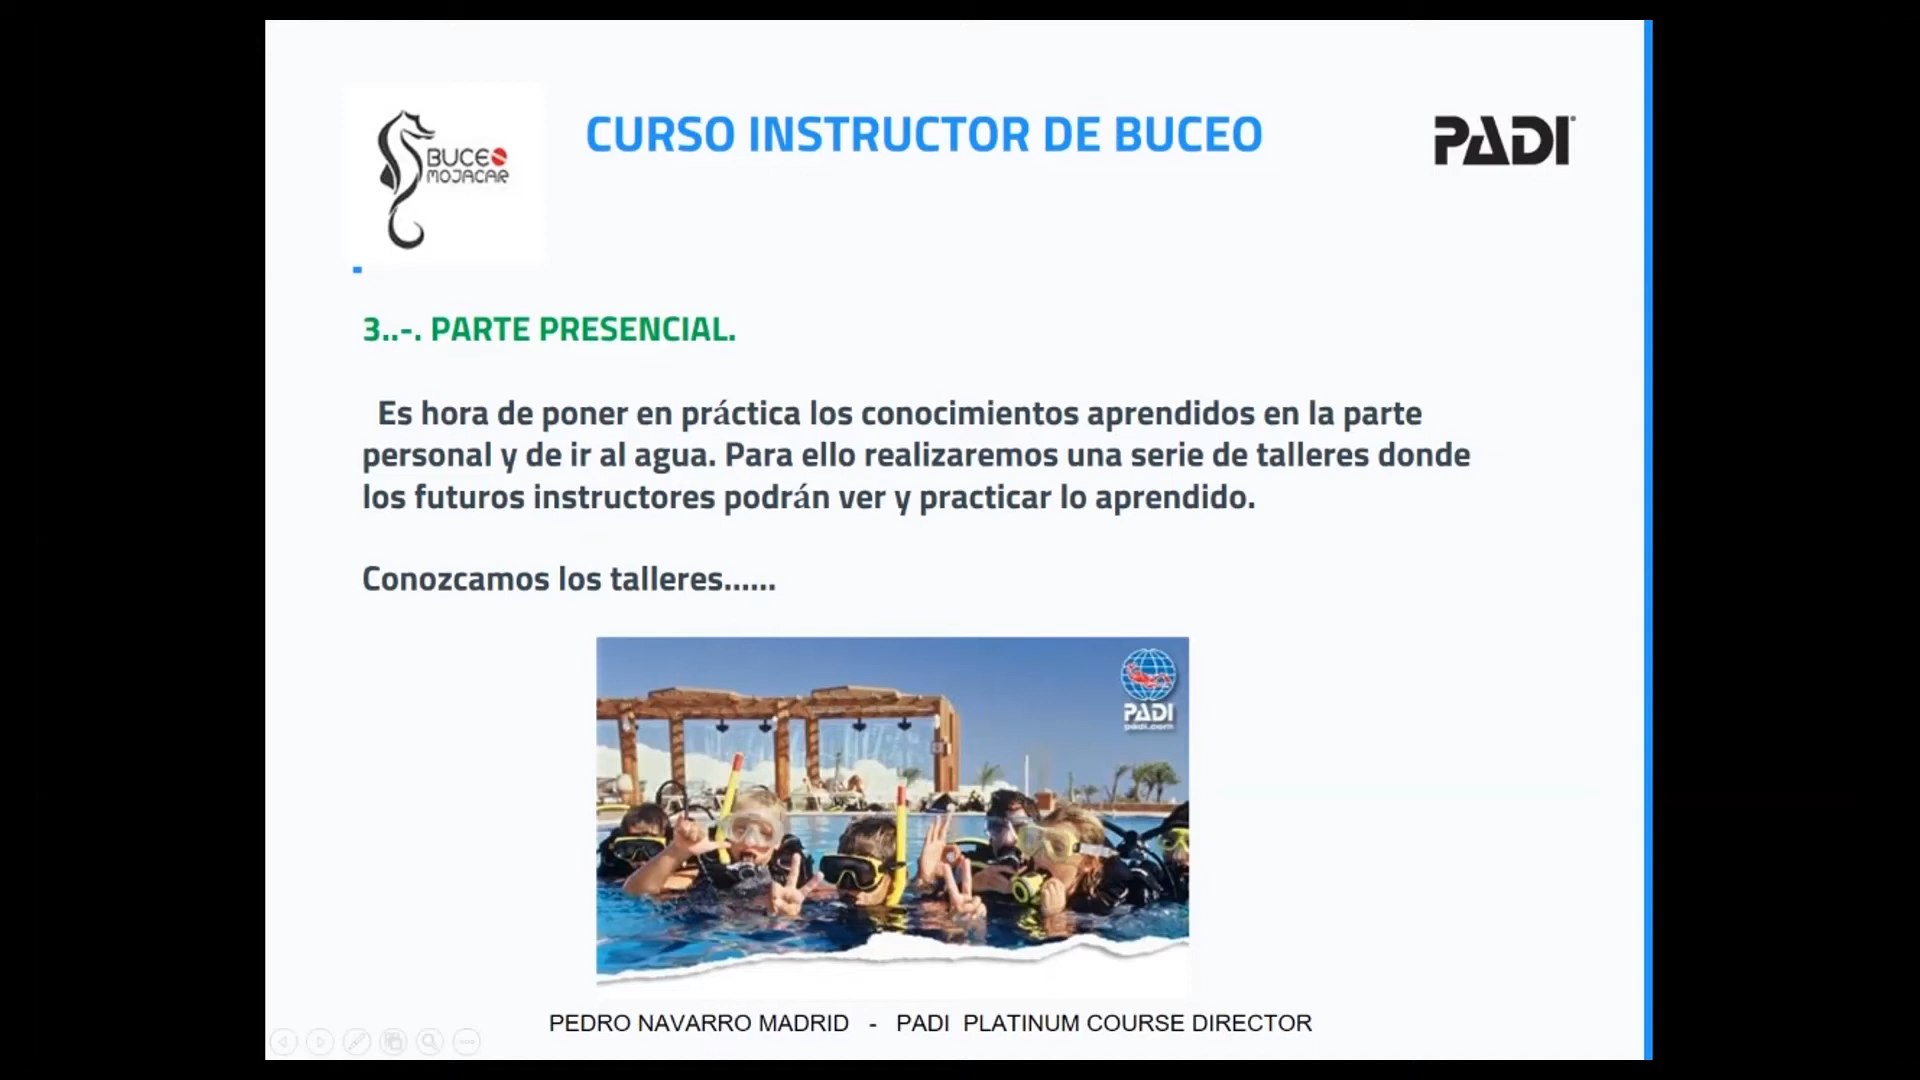 BUCEO
MOJACAR
CURSO INSTRUCTOR DE BUCEO
PADI
3..-. PARTE PRESENCIAL.
Es hora de poner en práctica los conocimientos aprendidos en la parte
personal y de ir al agua. Para ello realizaremos una serie de talleres donde
los futuros instructores podrán ver y practicar lo aprendido.
Conozcamos los talleres......
PADI
padi.com
PEDRO NAVARRO MADRID - PADI PLATINUM COURSE DIRECTOR